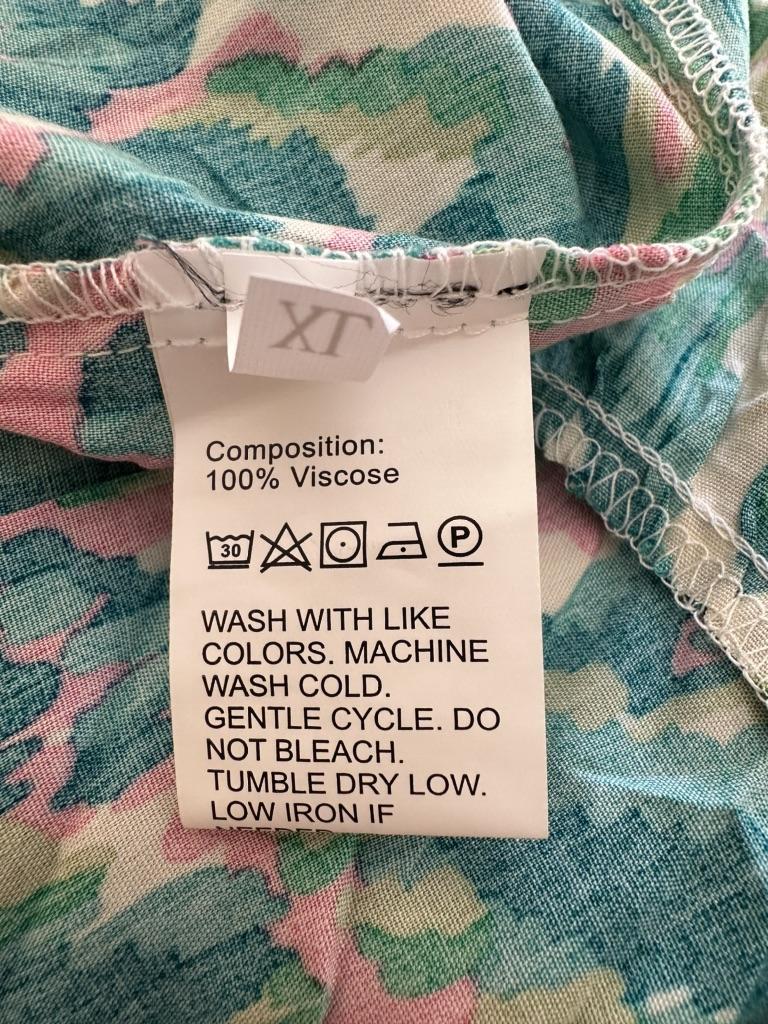 Composition:
100% Viscose
30 P
WASH WITH LIKE
COLORS. MACHINE
WASH COLD.
GENTLE CYCLE. DO
NOT BLEACH.
TUMBLE DRY LOW.
LOW IRON IF